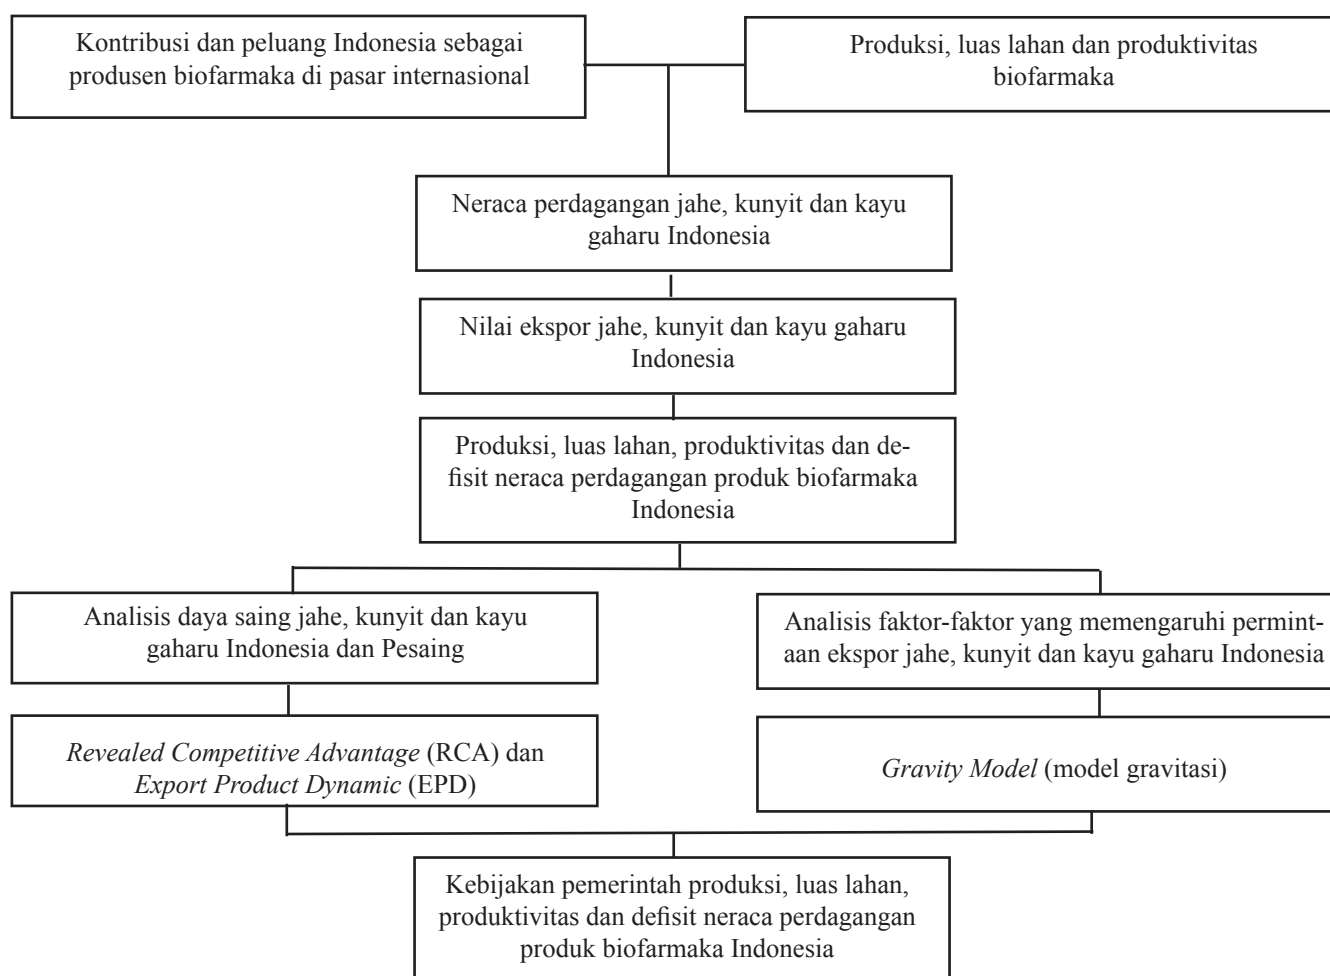 Kontribusi dan peluang Indonesia sebagai
produsen biofarmaka di pasar internasional
Produksi, luas lahan dan produktivitas
biofarmaka
Neraca perdagangan jahe, kunyit dan kayu
gaharu Indonesia
Nilai ekspor jahe, kunyit dan kayu gaharu
Indonesia
Produksi, luas lahan, produktivitas dan de-
fisit neraca perdagangan produk biofarmaka
Indonesia
Analisis daya saing jahe, kunyit dan kayu
gaharu Indonesia dan Pesaing
Analisis faktor-faktor yang memengaruhi permint-
aan ekspor jahe, kunyit dan kayu gaharu Indonesia
Revealed Competitive Advantage (RCA) dan
Export Product Dynamic (EPD)
Gravity Model (model gravitasi)
Kebijakan pemerintah produksi, luas lahan,
produktivitas dan defisit neraca perdagangan
produk biofarmaka Indonesia